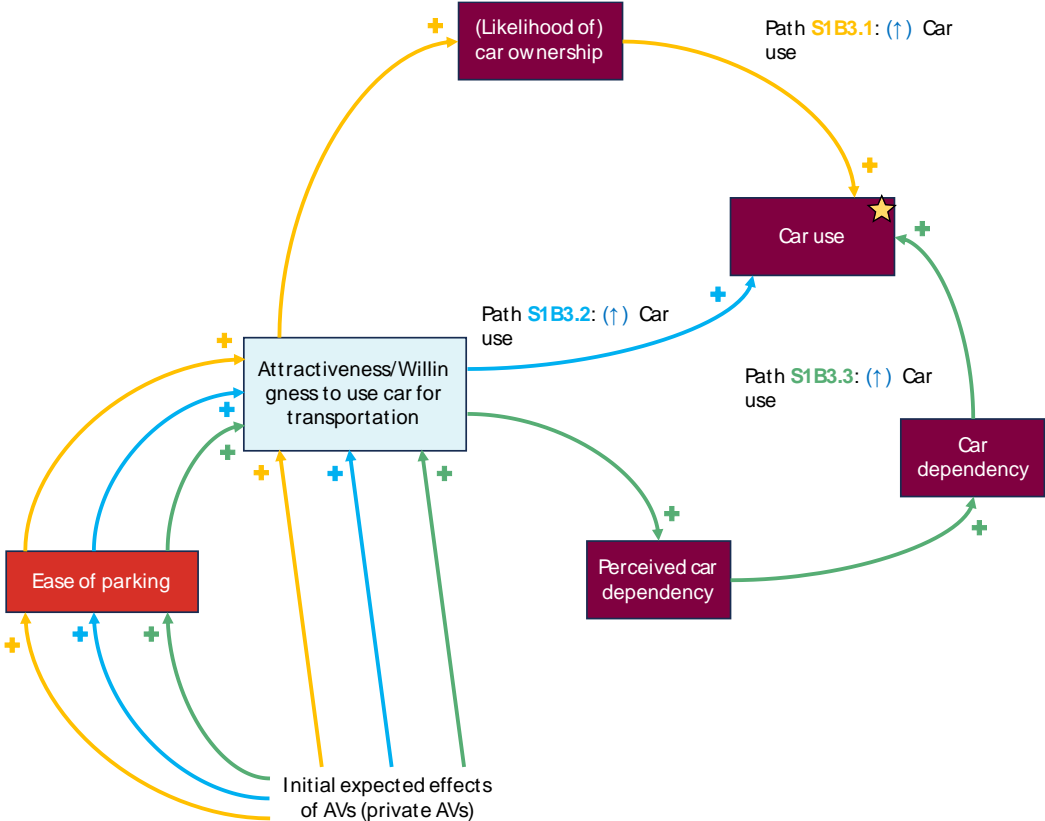 (Likelihood of)
car ownership
Path S1B3.1: (↑) Car
use
Car use
Path S1B3.2: (↑) Car
use
Attractiveness/Willin
gness to use car for
transportation
Path S1B3.3: (↑) Car
use
Car
dependency
Ease of parking
Perceived car
dependency
Initial expected effects
of AVs (private AVs)